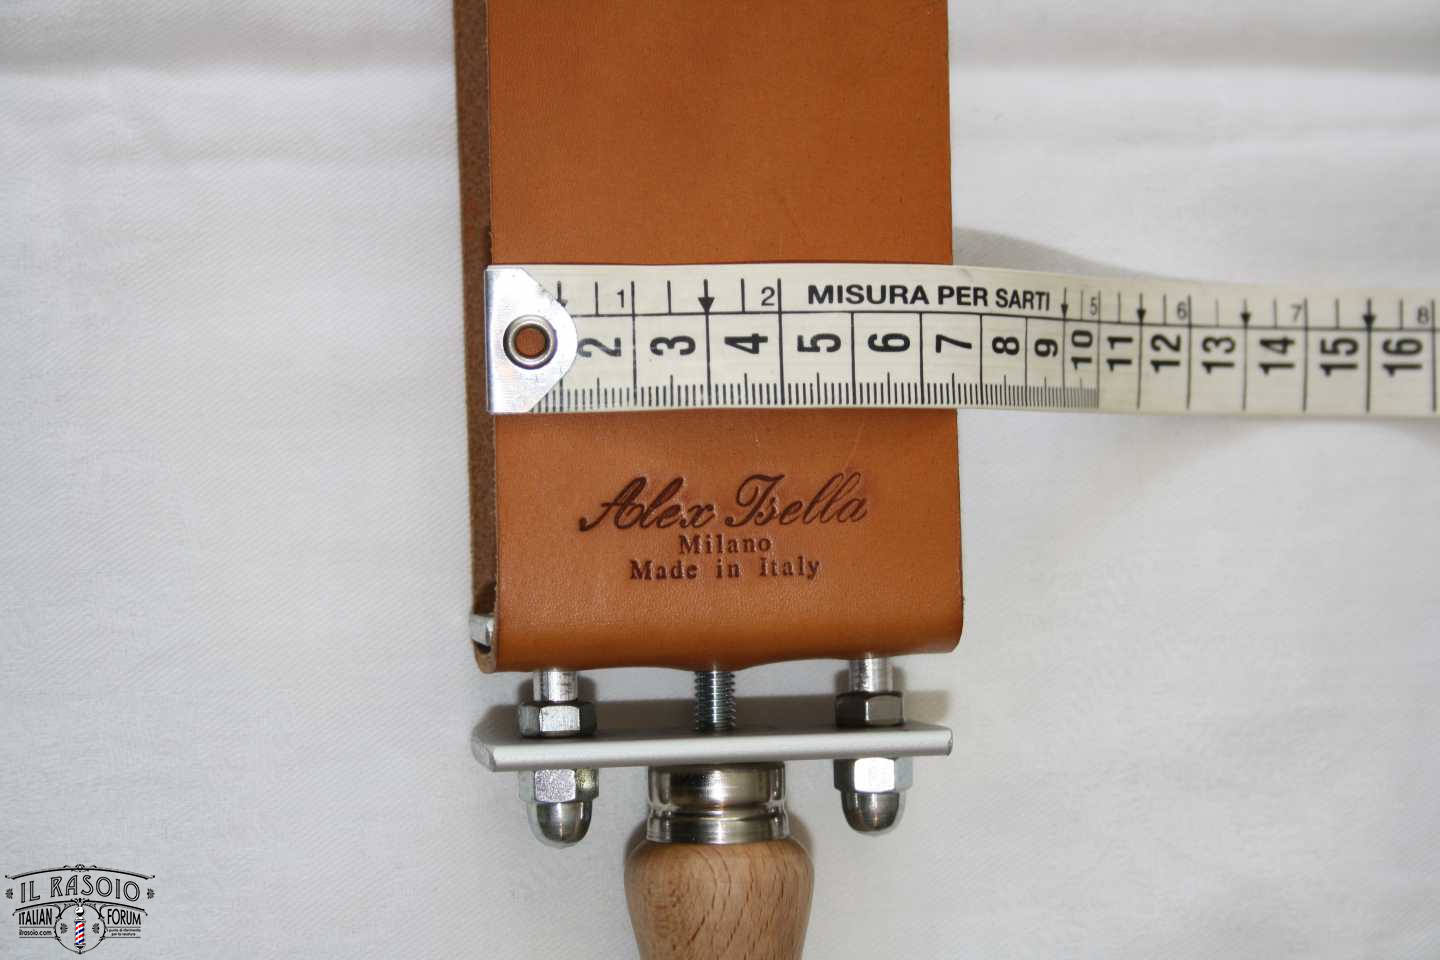 1 2 MISURA PER SARTI 5 6 7 8
2 3 4 5 6 7 8 9 10 11 12 13 14 15 16
Alex Isella
Milano
Made in Italy
IL RASOIO
ITALIAN FORUM
ilrasoio.com